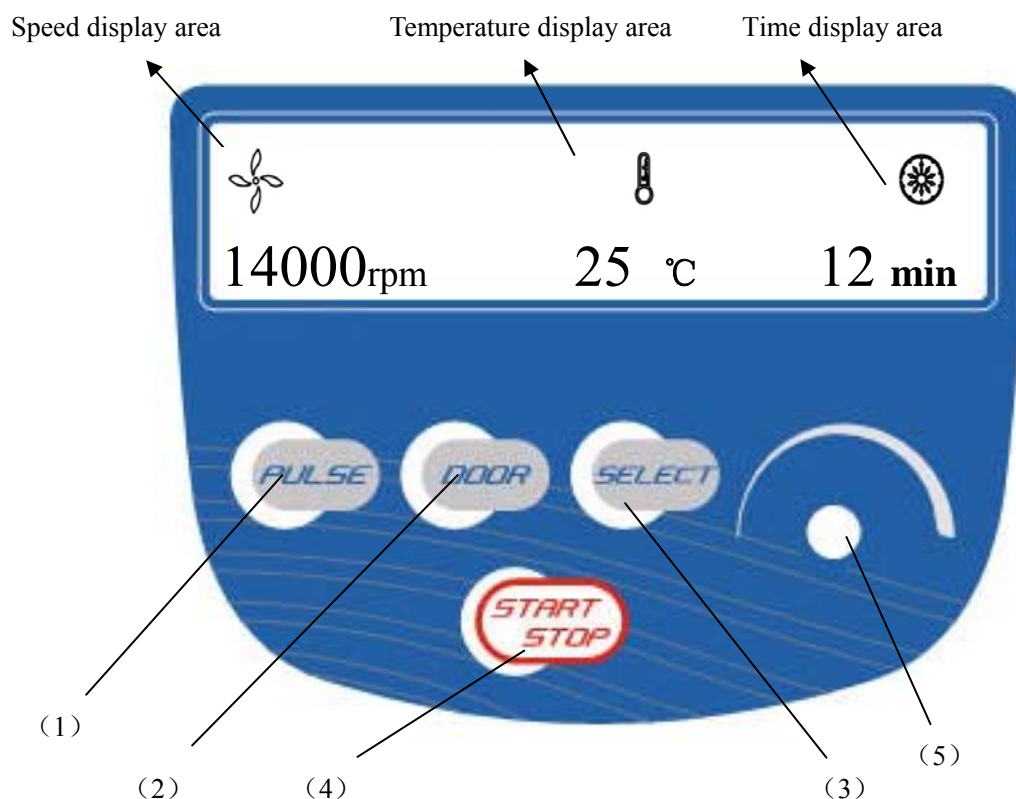 Speed display area Temperature display area Time display area
14000rpm 25 ℃ 12 min
PULSE DOOR SELECT
START
STOP
（1）
（2） （4） （3） （5）